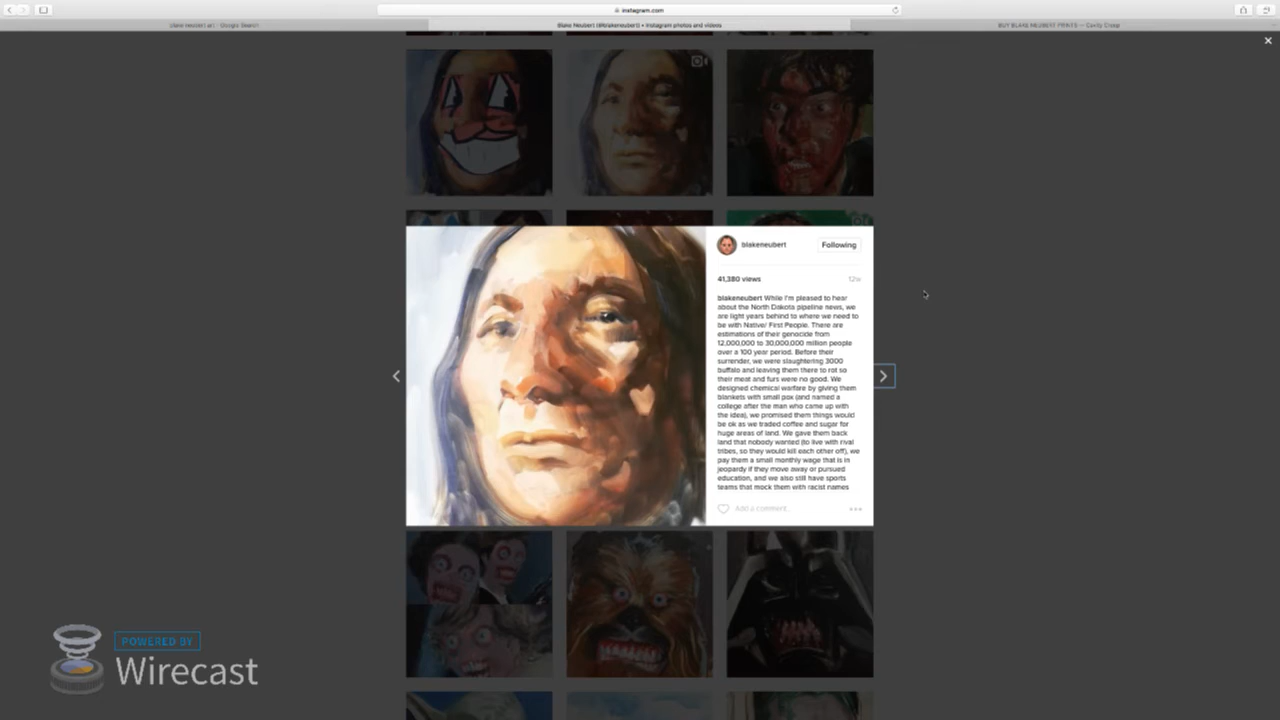 instagram.com
blake neubert art - Google Search
Blake Neubert (@blakeneubert) • Instagram photos and videos
BUY BLAKE NEUBERT PRINTS — Cavity Creep
blakeneubert
Following
41,380 views
12w
blakeneubert While I'm pleased to hear
about the North Dakota pipeline news, we
are light years behind to where we need to
be with Native/ First People. There are
estimations of their genocide from
12,000,000 to 30,000,000 million people
over a 100 year period. Before their
surrender, we were slaughtering 3000
buffalo and leaving them there to rot so
their meat and furs were no good. We
designed chemical warfare by giving them
blankets with small pox (and named a
college after the man who came up with
the idea), we promised them things would
be ok as we traded coffee and sugar for
huge areas of land. We gave them back
land that nobody wanted (to live with rival
tribes, so they would kill each other off), we
pay them a small monthly wage that is in
jeopardy if they move away or pursued
education, and we also still have sports
teams that mock them with racist names
Add a comment...
POWERED BY
Wirecast